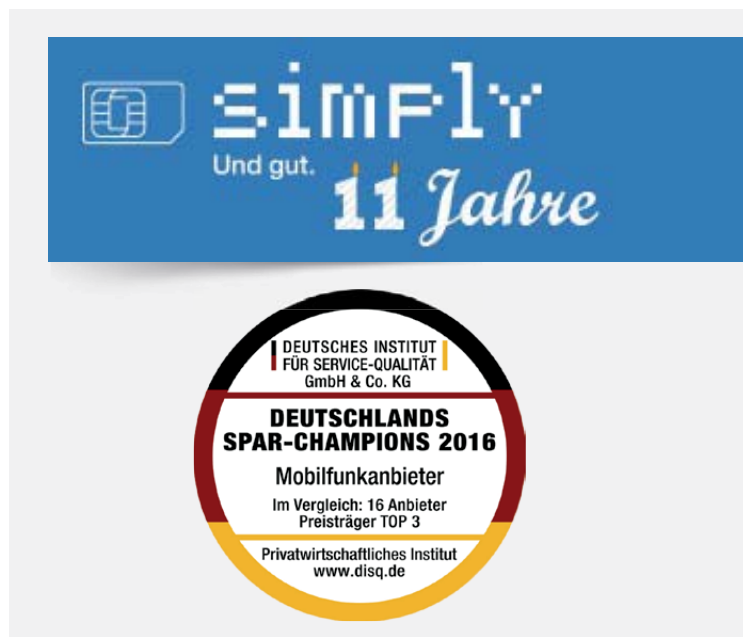 simply
Und gut.
11 Jahre
DEUTSCHES INSTITUT
FÜR SERVICE-QUALITÄT
GmbH & Co. KG
DEUTSCHLANDS
SPAR-CHAMPIONS 2016
Mobilfunkanbieter
Im Vergleich: 16 Anbieter
Preisträger TOP 3
Privatwirtschaftliches Institut
www.disq.de